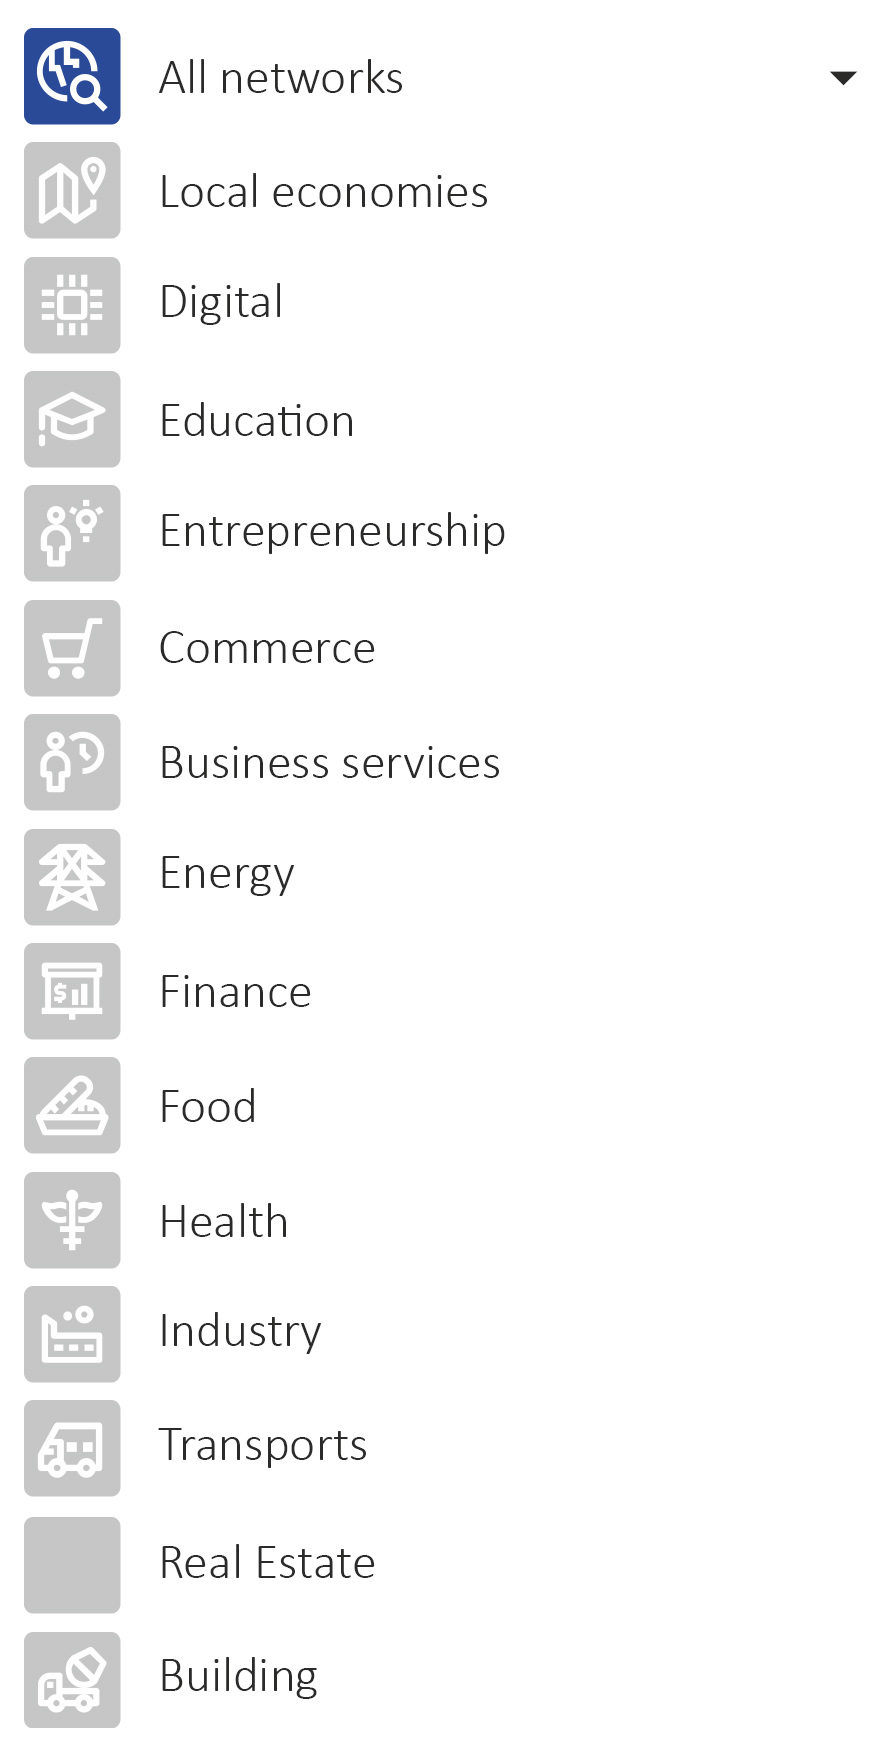 All networks
Local economies
Digital
Education
Entrepreneurship
Commerce
Business services
Energy
$
Finance
Food
Health
Industry
Transports
Real Estate
Building